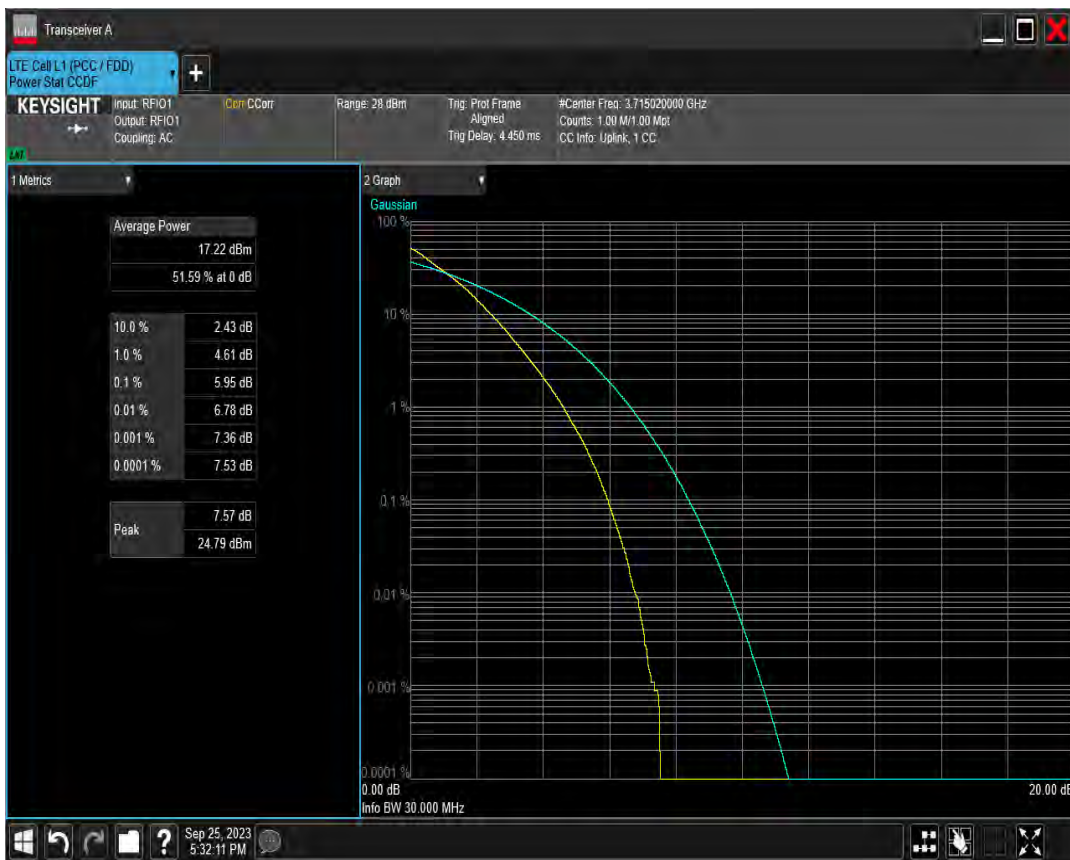 Transceiver A
LTE Cell L1 (PCC / FDD)
Power Stat CCDF
+
KEYSIGHT
Input: RFIO1
Output: RFIO1
Coupling: AC
Corr CCorr
Range: 28 dBm
Trig: Prot Frame
Aligned
Trig Delay: 4.450 ms
#Center Freq: 3.715020000 GHz
Counts: 1.00 M/1.00 Mpt
CC Info: Uplink, 1 CC
1 Metrics
Average Power
17.22 dBm
51.59 % at 0 dB
10.0 % 2.43 dB
1.0 % 4.61 dB
0.1 % 5.95 dB
0.01 % 6.78 dB
0.001 % 7.36 dB
0.0001 % 7.53 dB
Peak
7.57 dB
24.79 dBm
2 Graph
Gaussian
100 %
10 %
1 %
0.1 %
0.01 %
0.001 %
0.0001 %
0.00 dB
20.00 dB
Info BW 30.000 MHz
?
Sep 25, 2023
5:32:11 PM